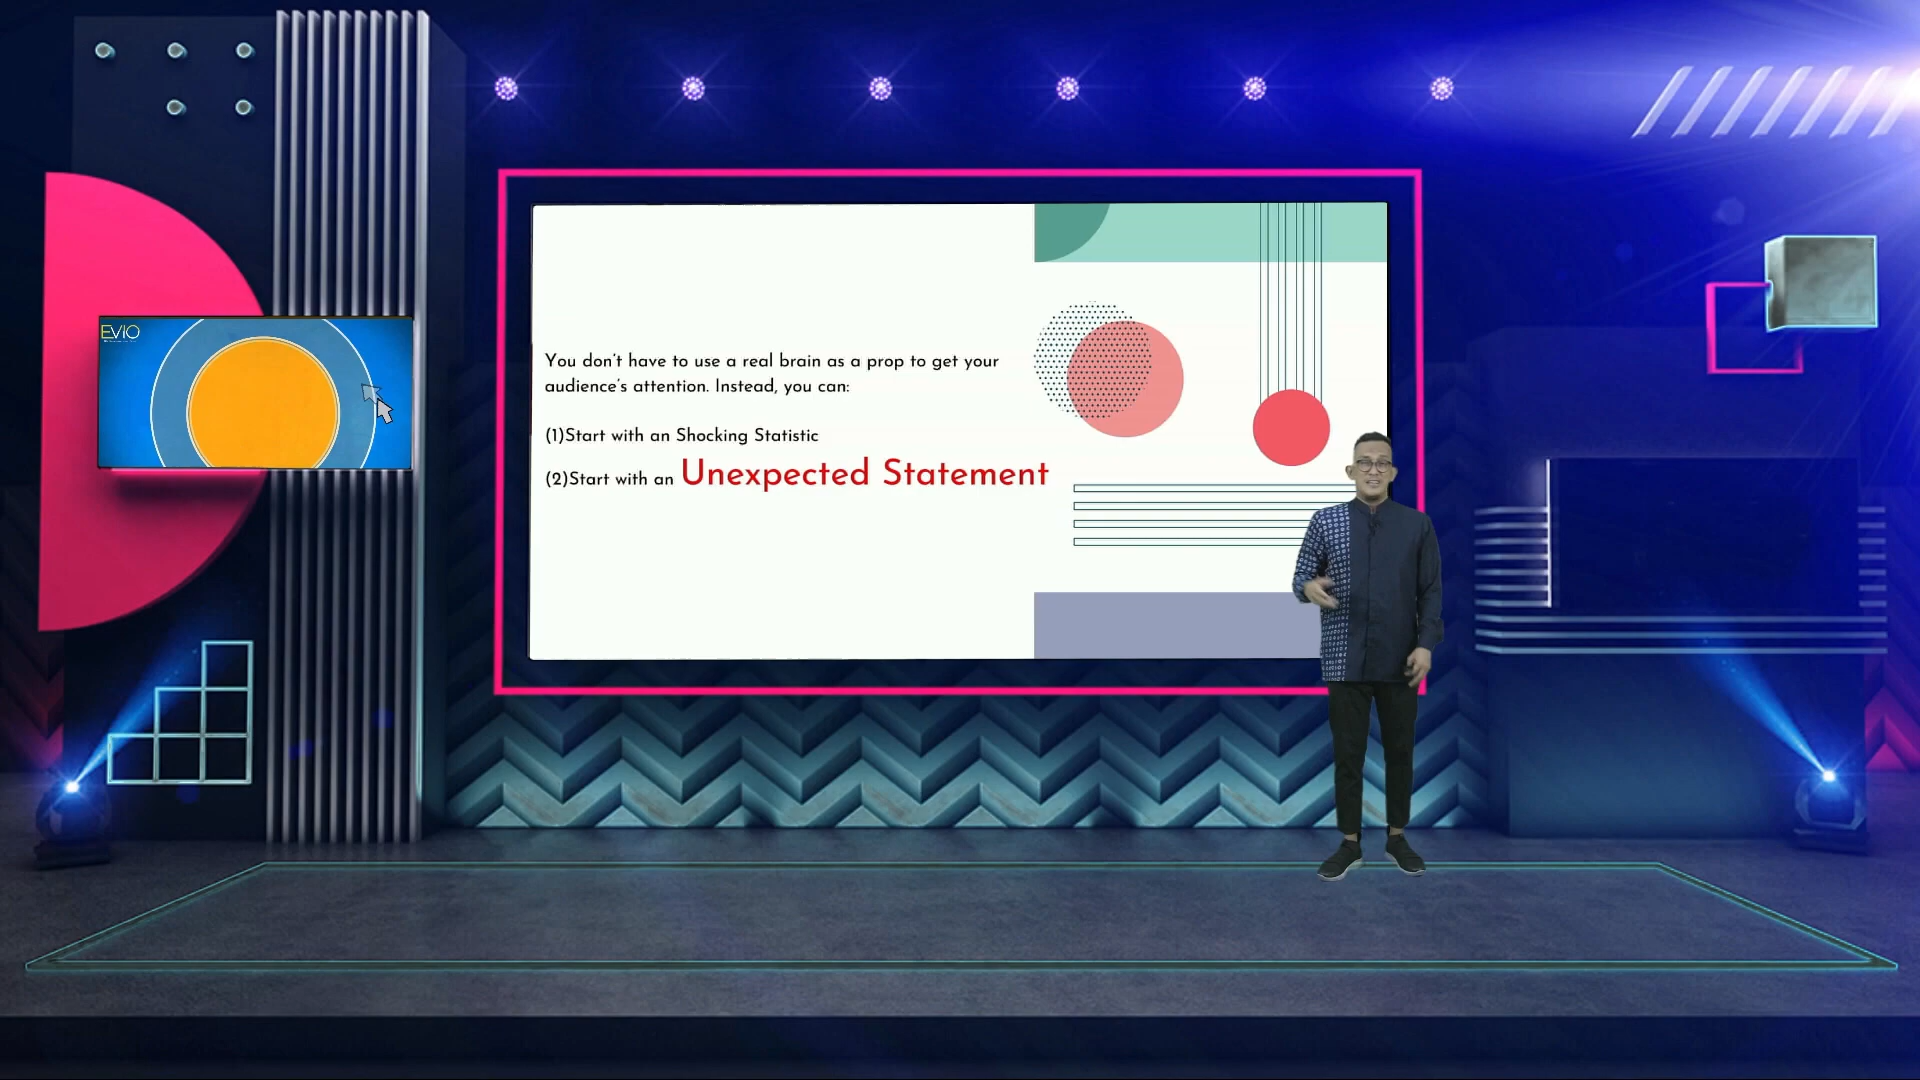 EVIO
You don't have to use a real brain as a prop to get your
audience's attention. Instead, you can:
(1)Start with an Shocking Statistic
(2)Start with an Unexpected Statement